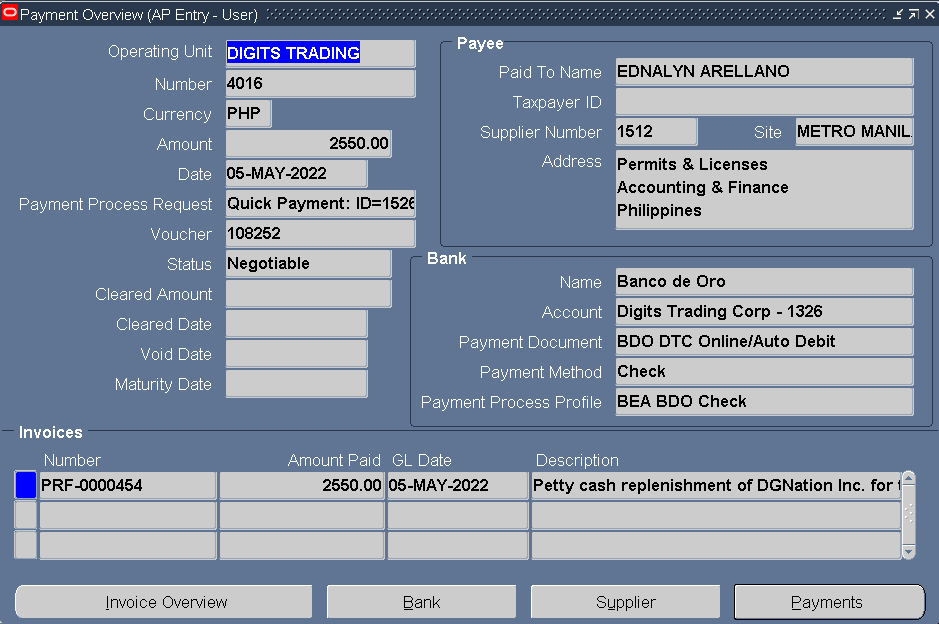 Payment Overview (AP Entry - User)
Operating Unit DIGITS TRADING
Number 4016
Currency PHP
Amount 2550.00
Date 05-MAY-2022
Payment Process Request Quick Payment: ID=1526
Voucher 108252
Status Negotiable
Cleared Amount
Cleared Date
Void Date
Maturity Date
Payee
Paid To Name EDNALYN ARELLANO
Taxpayer ID
Supplier Number 1512 Site METRO MANIL
Address Permits & Licenses
Accounting & Finance
Philippines
Bank
Name Banco de Oro
Account Digits Trading Corp - 1326
Payment Document BDO DTC Online/Auto Debit
Payment Method Check
Payment Process Profile BEA BDO Check
Invoices
Number Amount Paid GL Date Description
PRF-0000454 2550.00 05-MAY-2022 Petty cash replenishment of DGNation Inc. for
Invoice Overview Bank Supplier Payments